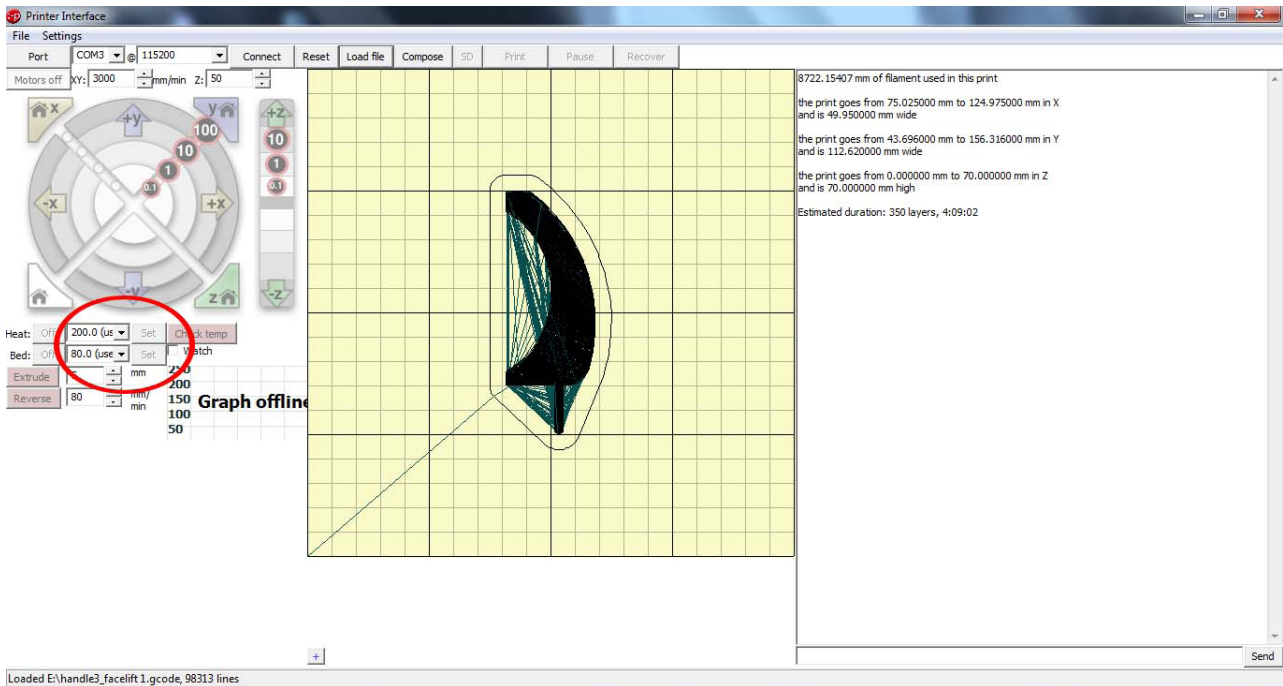 Printer Interface
File Settings
Port COM3 @ 115200 Connect Reset Load file Compose SD Print Pause Recover
Motors off XY: 3000 mm/min Z: 50
x +y y 100 10 1 0.1 -x +x -y z
+z 10 1 0.1 -z
Heat: Off 200.0 (us Set Check temp
Bed: Off 80.0 (use Set Watch
Extrude 5 mm
Reverse 80 mm/
min
250
200
150 Graph offline
100
50
8722.15407 mm of filament used in this print
the print goes from 75.025000 mm to 124.975000 mm in X
and is 49.950000 mm wide
the print goes from 43.696000 mm to 156.316000 mm in Y
and is 112.620000 mm wide
the print goes from 0.000000 mm to 70.000000 mm in Z
and is 70.000000 mm high
Estimated duration: 350 layers, 4:09:02
+
Send
Loaded E:\handle3_facelift 1.gcode, 98313 lines